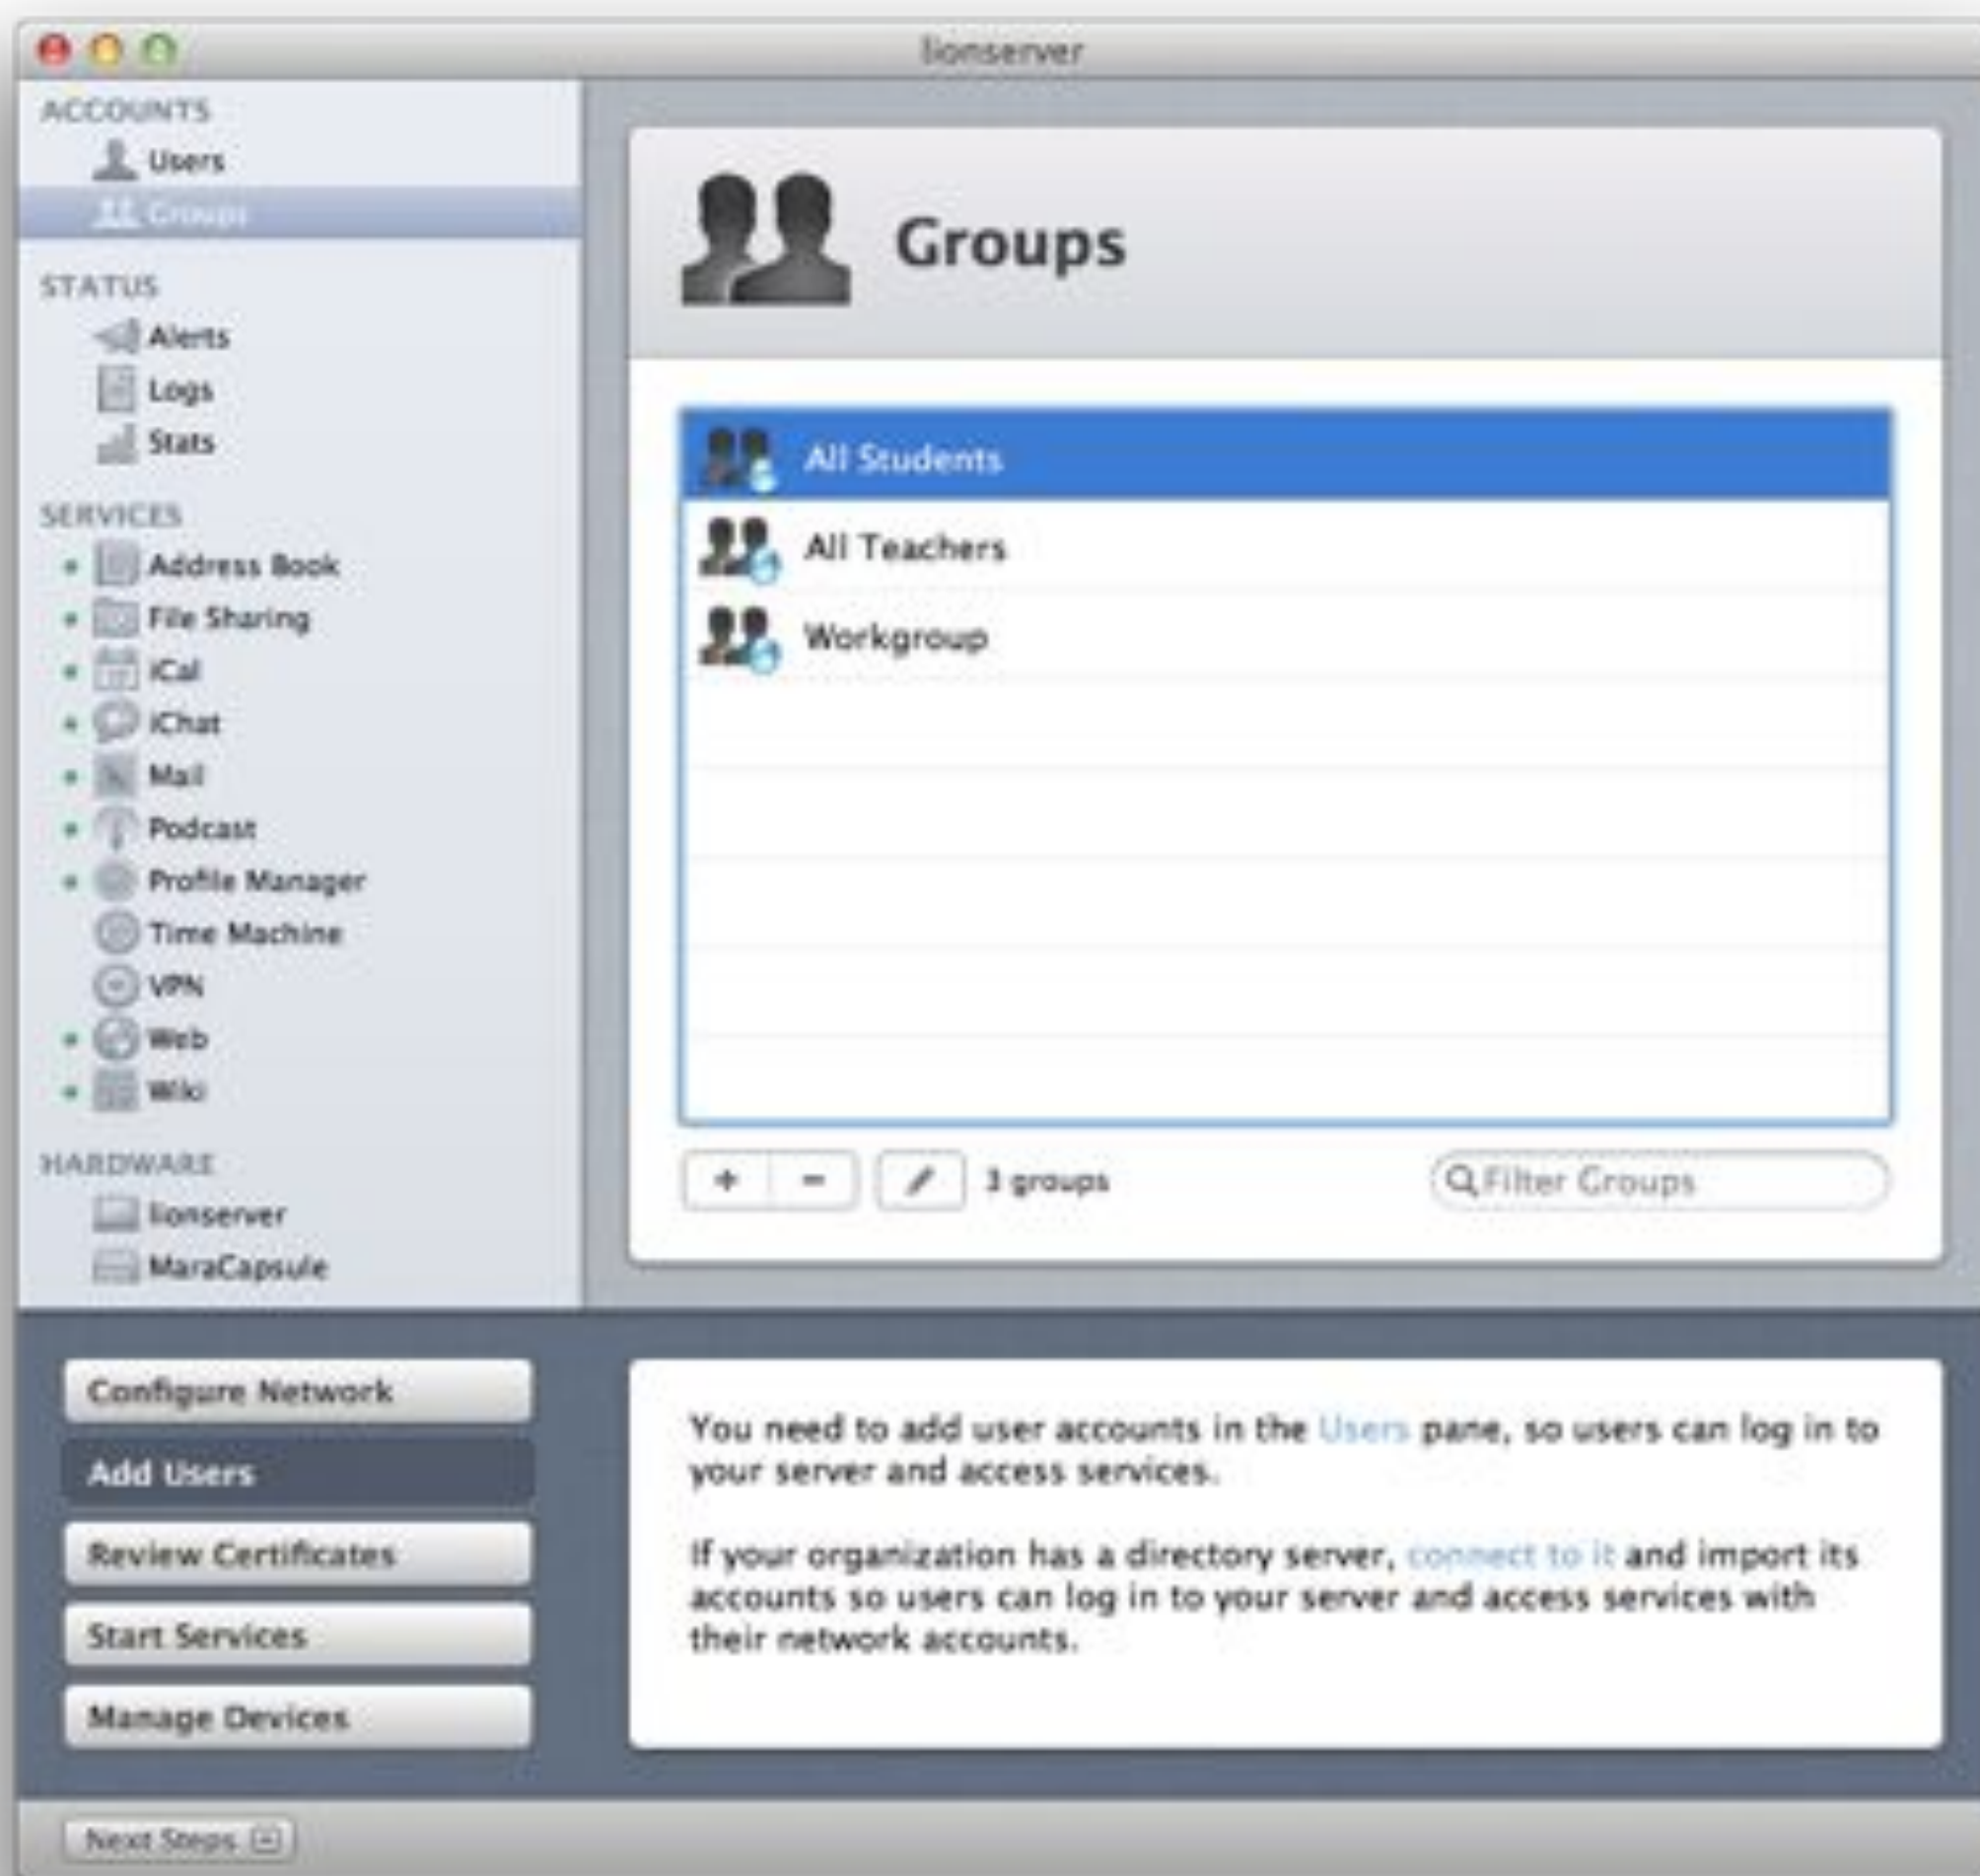 lionserver
ACCOUNTS
Users
Groups
STATUS
Alerts
Logs
Stats
SERVICES
Address Book
File Sharing
iCal
iChat
Mail
Podcast
Profile Manager
Time Machine
VPN
Web
Wiki
HARDWARE
lionserver
MaraCapsule
Groups
All Students
All Teachers
Workgroup
+ - 3 groups
Filter Groups
Configure Network
Add Users
Review Certificates
Start Services
Manage Devices
You need to add user accounts in the Users pane, so users can log in to
your server and access services.
If your organization has a directory server, connect to it and import its
accounts so users can log in to your server and access services with
their network accounts.
Next Steps